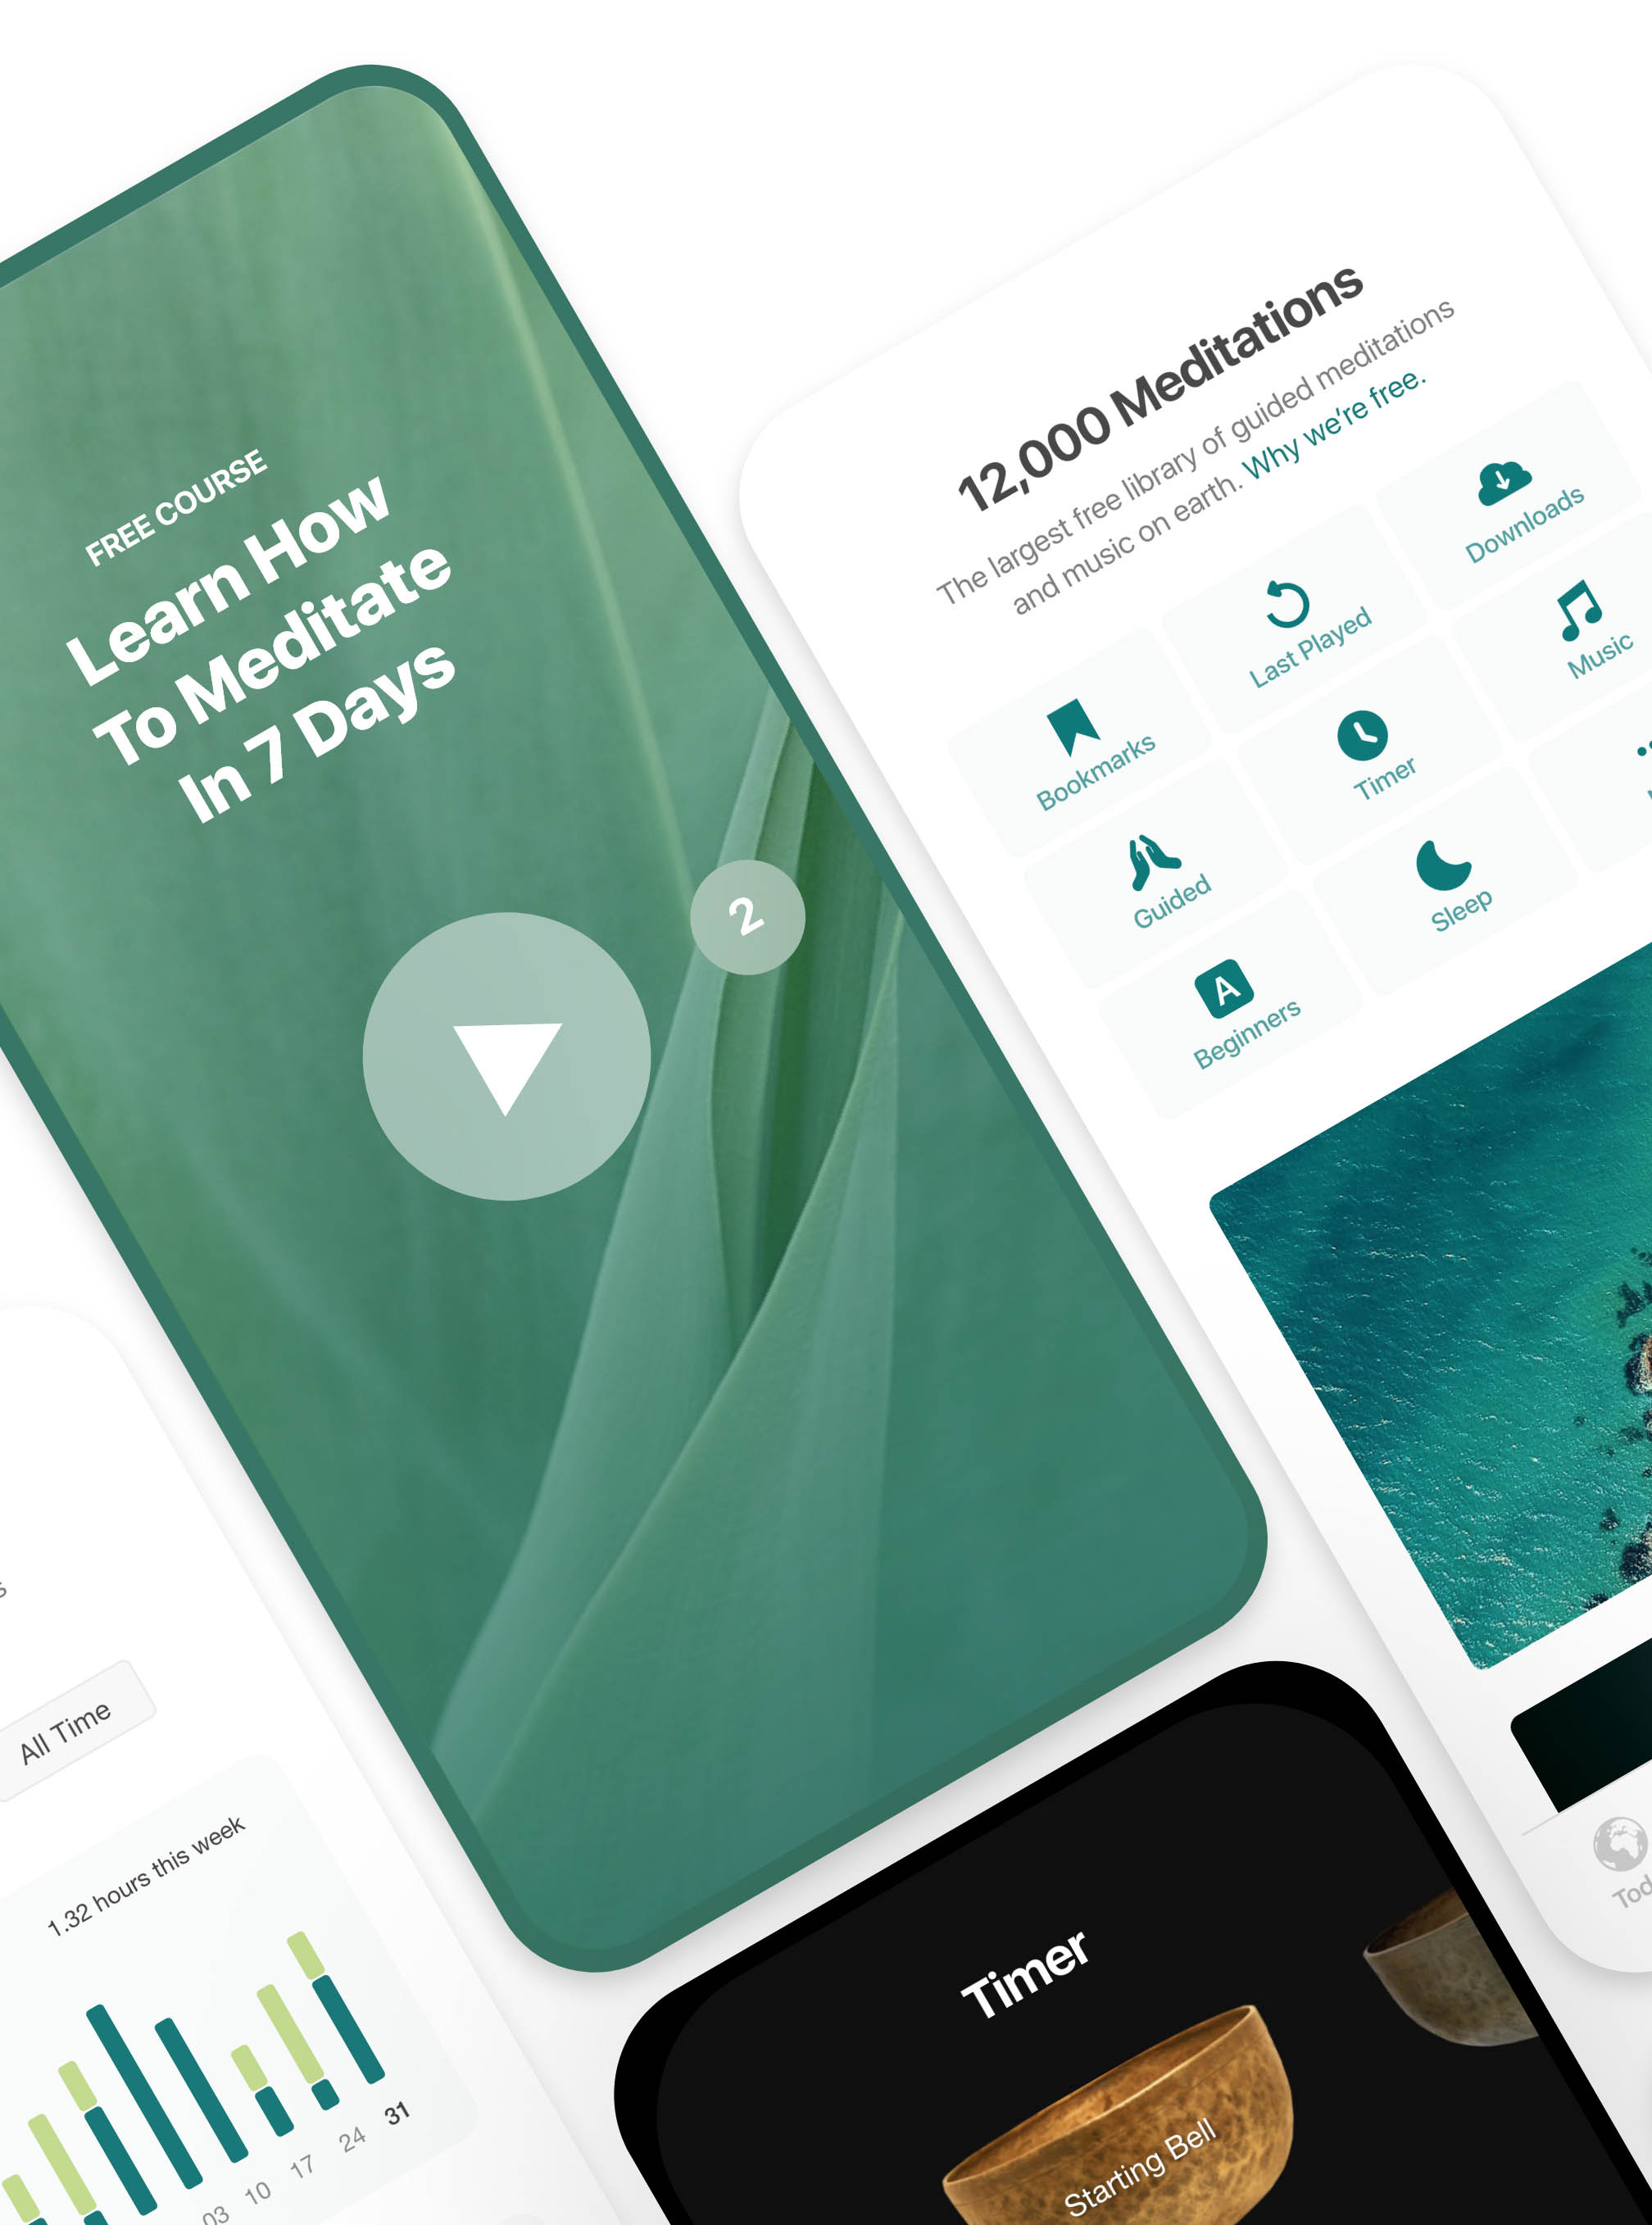 FREE COURSE
Learn How
To Meditate
In 7 Days
2
12,000 Meditations
The largest free library of guided meditations
and music on earth. Why we're free.
Bookmarks
Last Played
Downloads
Guided
Timer
Music
Beginners
A
Sleep
All Time
1.32 hours this week
03 10 17 24 31
Timer
Starting Bell